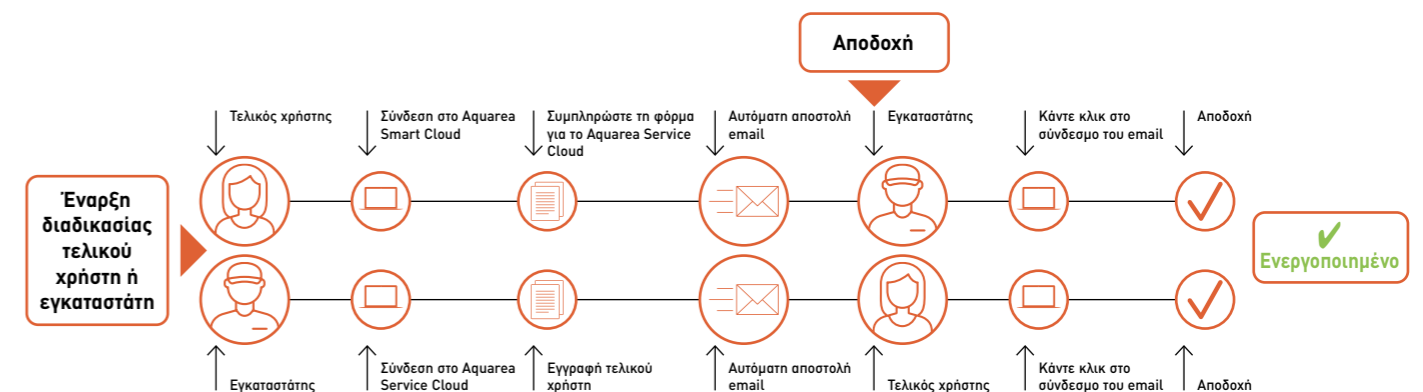 Αποδοχή
Τελικός χρήστης
Σύνδεση στο Aquarea
Smart Cloud
Συμπληρώστε τη φόρμα
για το Aquarea Service
Cloud
Αυτόματη αποστολή
email
Εγκαταστάτης
Κάντε κλικ στο
σύνδεσμο του email
Αποδοχή
Έναρξη
διαδικασίας
τελικού
χρήστη ή
εγκαταστάτη
Ενεργοποιημένο
Εγκαταστάτης
Σύνδεση στο Aquarea
Service Cloud
Εγγραφή τελικού
χρήστη
Αυτόματη αποστολή
email
Τελικός χρήστης
Κάντε κλικ στο
σύνδεσμο του email
Αποδοχή